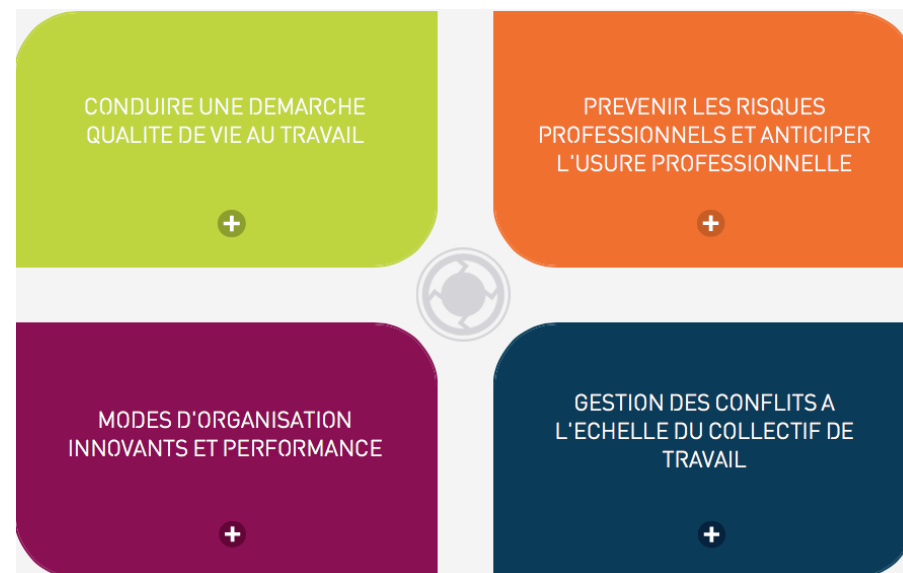 CONDUIRE UNE DEMARCHE
QUALITE DE VIE AU TRAVAIL
PREVENIR LES RISQUES
PROFESSIONNELS ET ANTICIPER
L'USURE PROFESSIONNELLE
MODES D'ORGANISATION
INNOVANTS ET PERFORMANCE
GESTION DES CONFLITS A
L'ECHELLE DU COLLECTIF DE
TRAVAIL